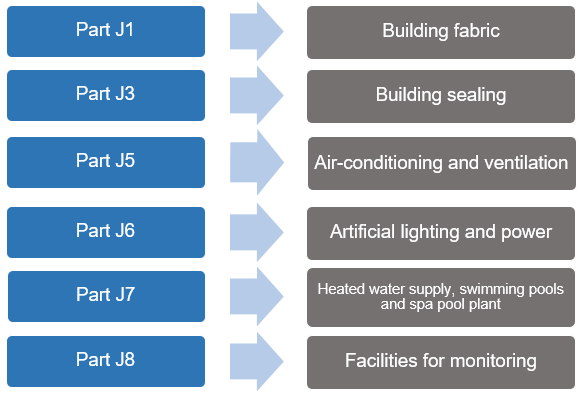 Part J1
Building fabric
Part J3
Building sealing
Part J5
Air-conditioning and ventilation
Part J6
Artificial lighting and power
Part J7
Heated water supply, swimming pools
and spa pool plant
Part J8
Facilities for monitoring